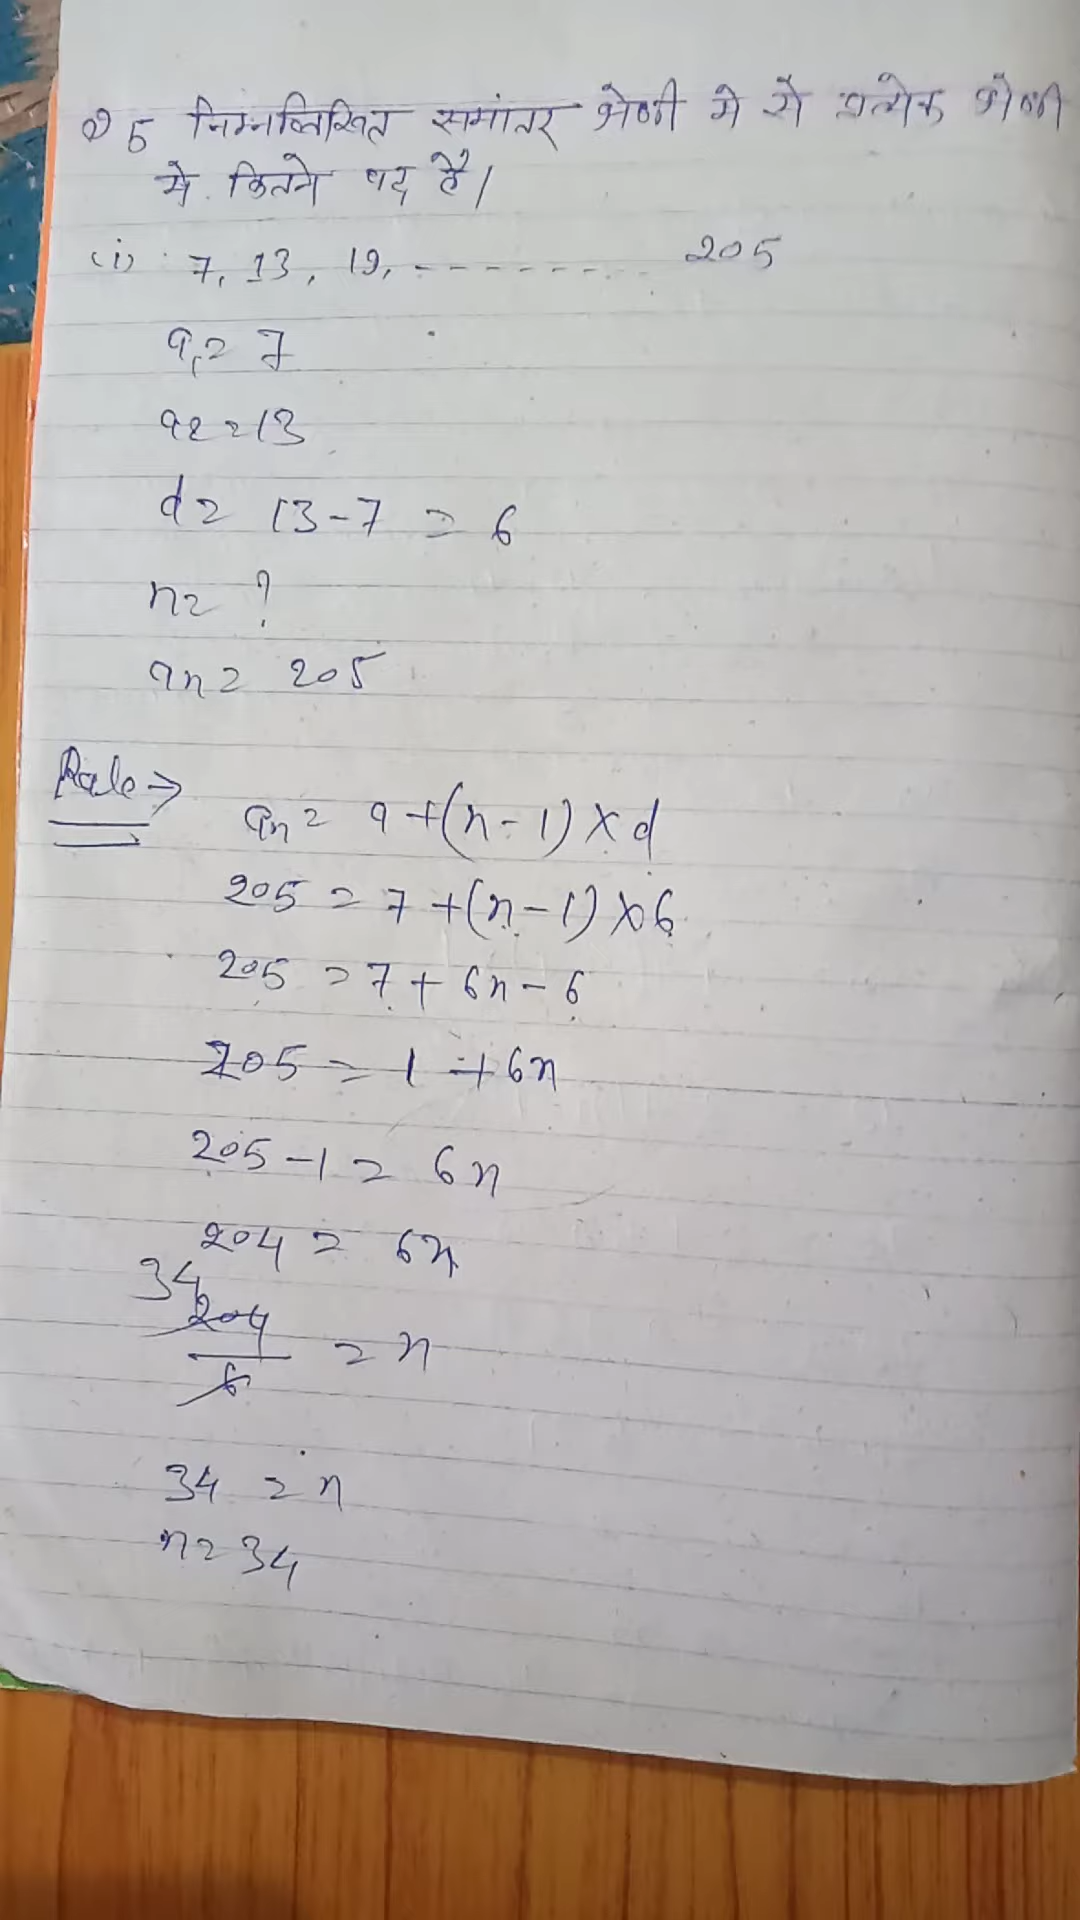 Q5 निम्नलिखित समांतर श्रेणी मे से प्रत्येक श्रेणी
मे कितने पद है।
(i) 7, 13, 19, - - - - - - - - 205
a1 = 7
a2 = 13
d = 13-7 = 6
n = ?
an = 205
Rule →
an = a +(n-1) × d
205 = 7 +(n-1) × 6
205 = 7 + 6n - 6
205 = 1 + 6n
205 - 1 = 6n
204 = 6n
34
204/6 = n
34 = n
n = 34